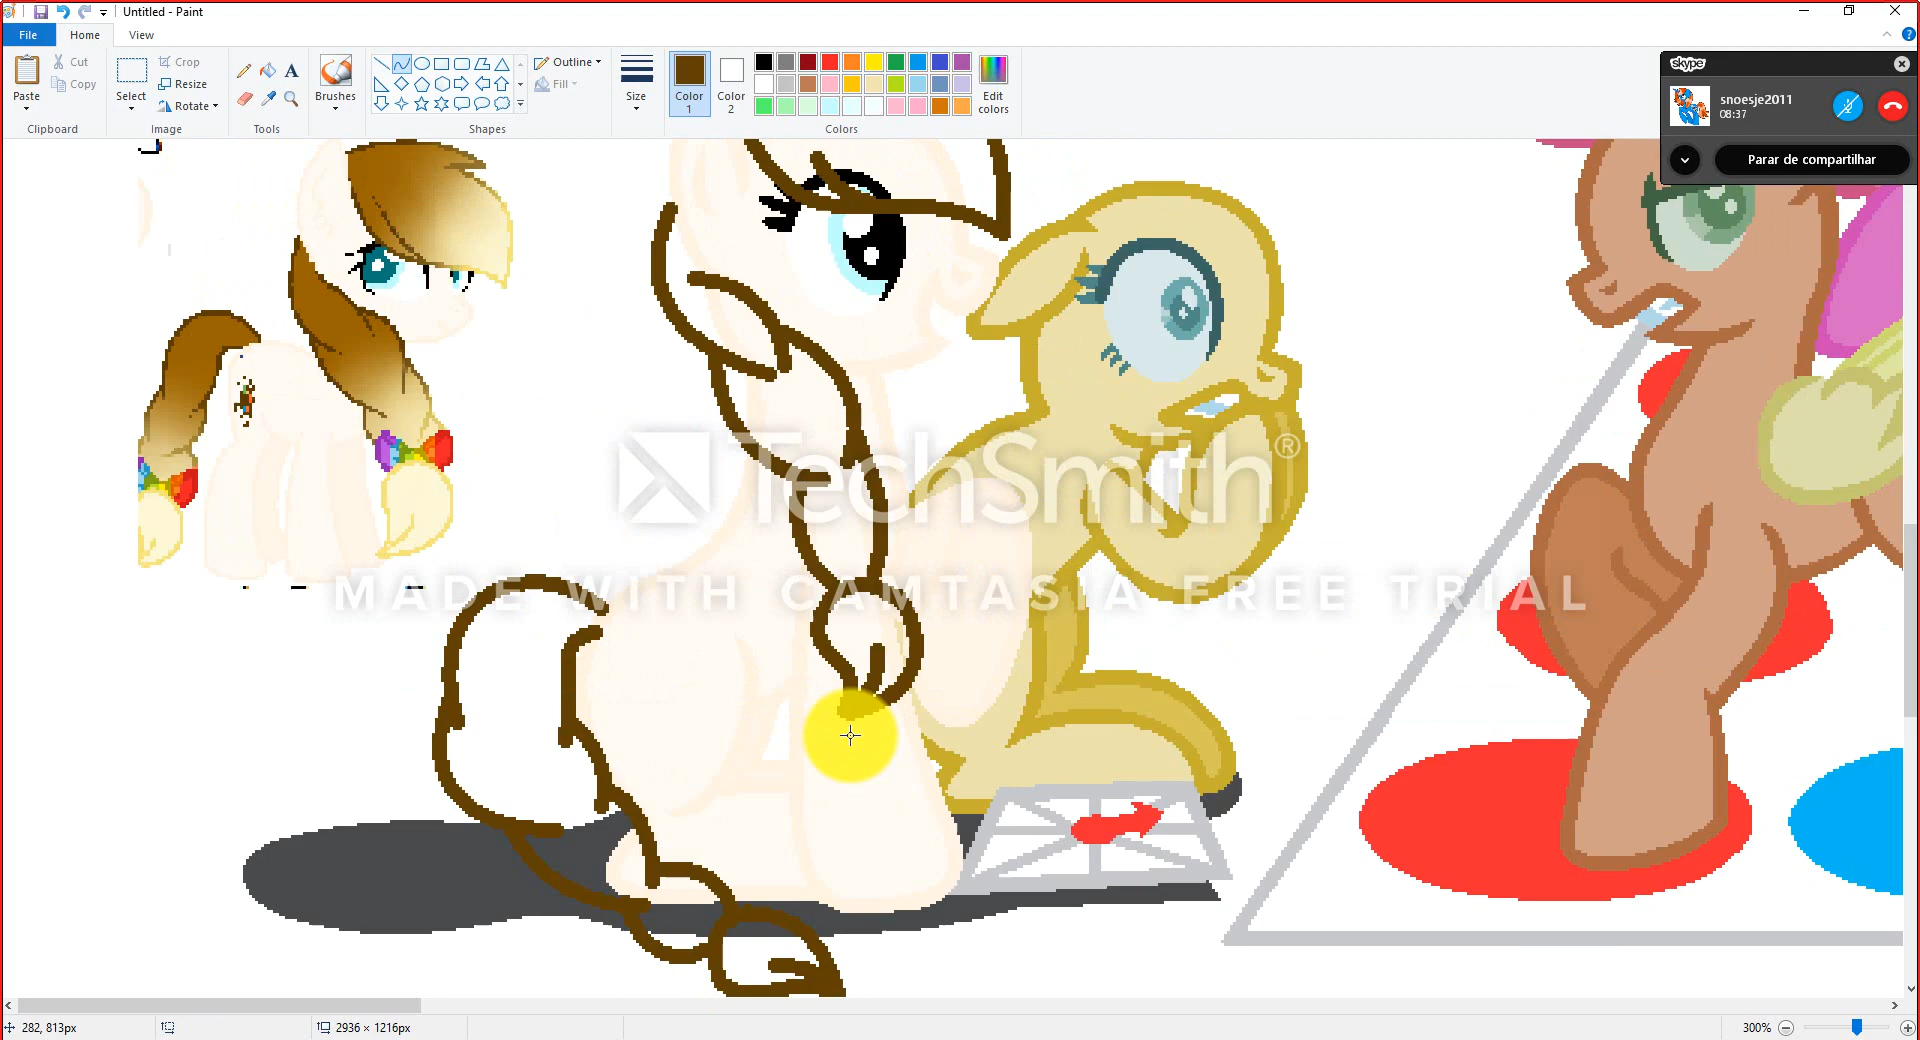 Untitled - Paint
File Home View
Paste
Cut
Copy
Clipboard
Select
Crop
Resize
Rotate
Image
A
Tools
Brushes
Shapes
Outline
Fill
Size
Color 1
Color 2
Colors
Edit colors
skype
snoesje2011
08:37
Parar de compartilhar
TechSmith®
MADE WITH CAMTASIA FREE TRIAL
282, 813px
2936 × 1216px
300%